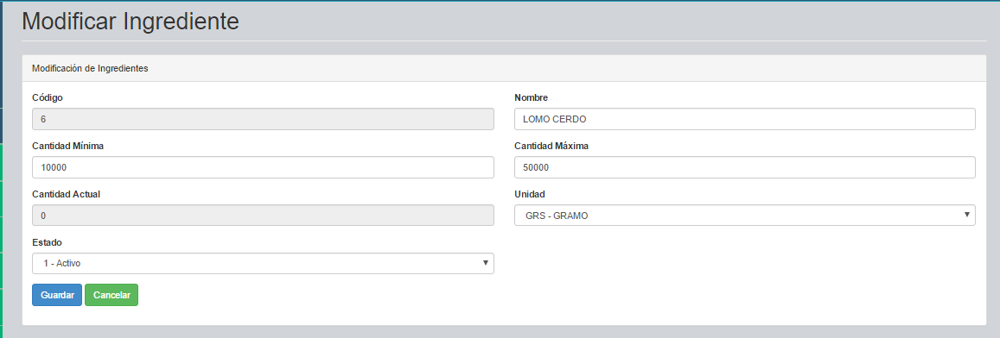 Modificar Ingrediente
Modificación de Ingredientes
Código
Nombre
6
LOMO CERDO
Cantidad Mínima
Cantidad Máxima
10000
50000
Cantidad Actual
Unidad
0
GRS - GRAMO
Estado
1 - Activo
Guardar
Cancelar